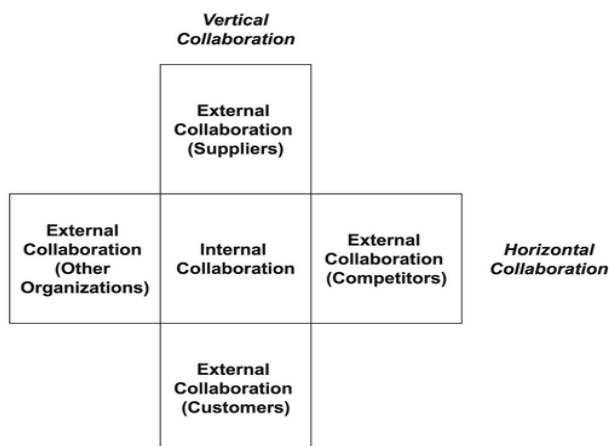 Vertical
Collaboration
External
Collaboration
(Suppliers)
External
Collaboration
(Other
Organizations)
Internal
Collaboration
External
Collaboration
(Competitors)
Horizontal
Collaboration
External
Collaboration
(Customers)